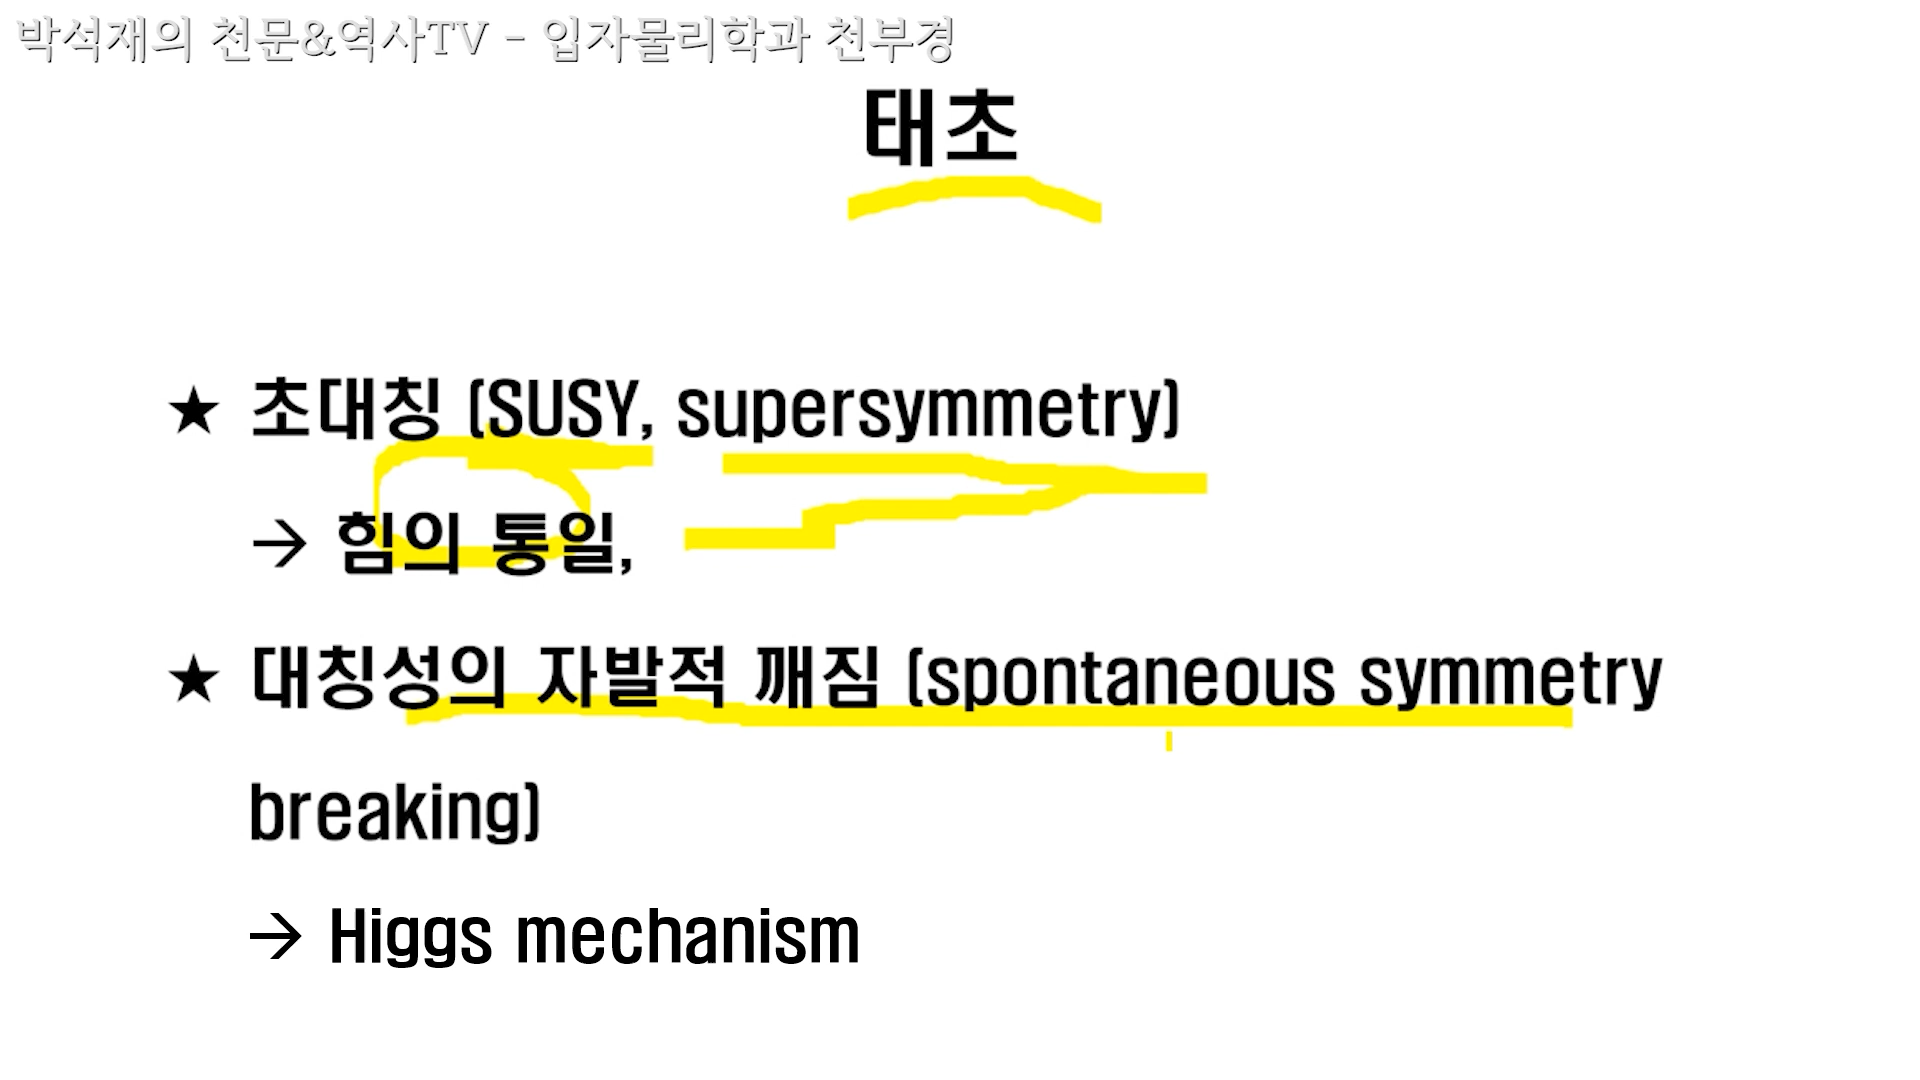 박석재의 천문&역사TV - 입자물리학과 천부경
태초
★ 초대칭 (SUSY, supersymmetry)
→ 힘의 통일,
★ 대칭성의 자발적 깨짐 (spontaneous symmetry
breaking)
→ Higgs mechanism